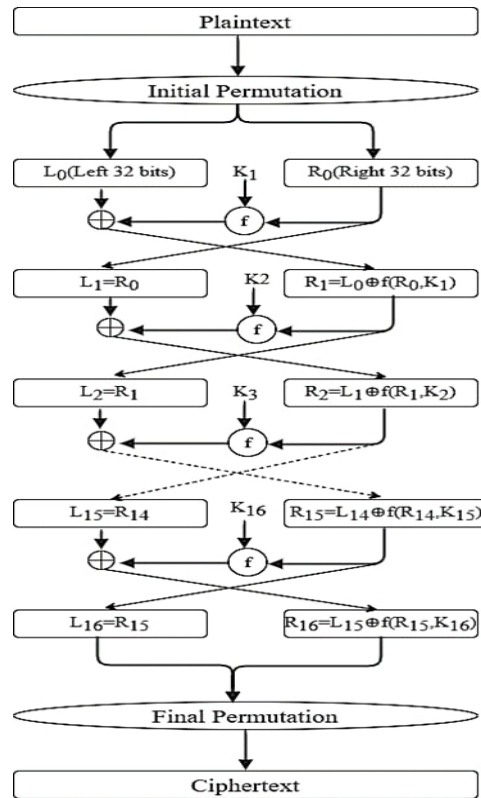 Plaintext
Initial Permutation
L₀(Left 32 bits)
K₁
R₀(Right 32 bits)
f
L₁=R₀
K2
R₁=L₀⊕f(R₀,K₁)
f
L₂=R₁
K₃
R₂=L₁⊕f(R₁,K₂)
f
L₁₅=R₁₄
K₁₆
R₁₅=L₁₄⊕f(R₁₄,K₁₅)
f
L₁₆=R₁₅
R₁₆=L₁₅⊕f(R₁₅,K₁₆)
Final Permutation
Ciphertext